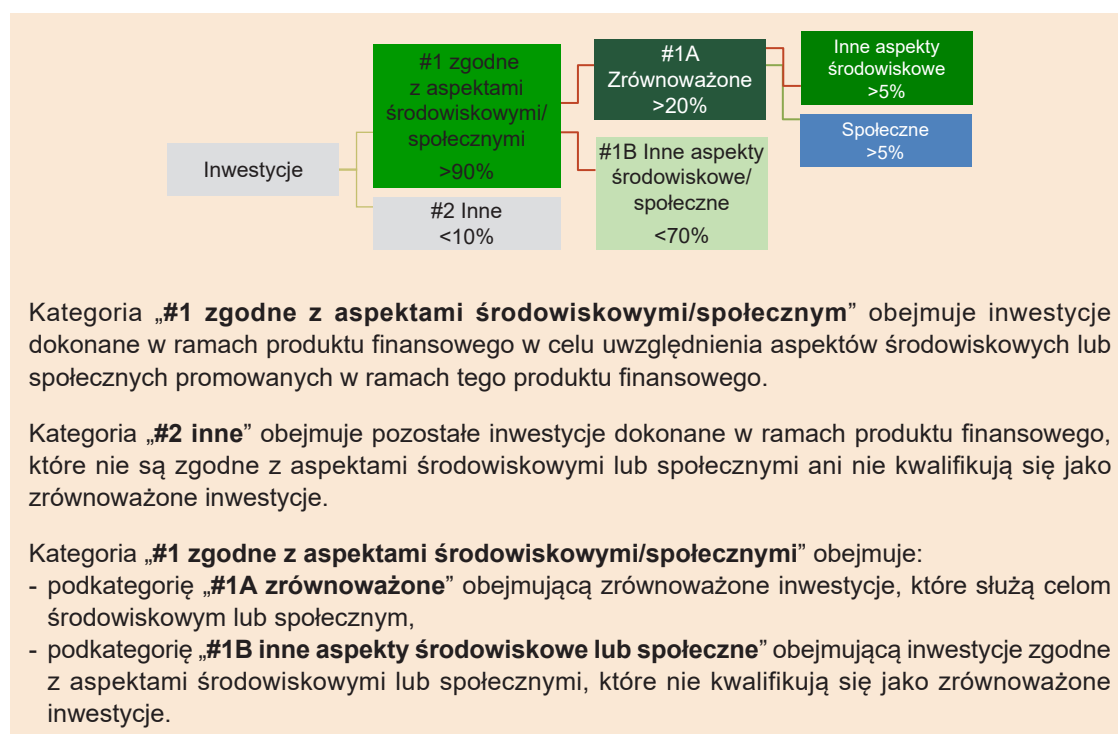 Inwestycje
#1 zgodne
z aspektami
środowiskowymi/
społecznymi
>90%
#2 Inne
<10%
#1A
Zrównoważone
>20%
#1B Inne aspekty
środowiskowe/
społeczne
<70%
Inne aspekty
środowiskowe
>5%
Społeczne
>5%
Kategoria „#1 zgodne z aspektami środowiskowymi/społecznym” obejmuje inwestycje
dokonane w ramach produktu finansowego w celu uwzględnienia aspektów środowiskowych lub
społecznych promowanych w ramach tego produktu finansowego.
Kategoria „#2 inne” obejmuje pozostałe inwestycje dokonane w ramach produktu finansowego,
które nie są zgodne z aspektami środowiskowymi lub społecznymi ani nie kwalifikują się jako
zrównoważone inwestycje.
Kategoria „#1 zgodne z aspektami środowiskowymi/społecznymi” obejmuje:
- podkategorię „#1A zrównoważone” obejmującą zrównoważone inwestycje, które służą celom
środowiskowym lub społecznym,
- podkategorię „#1B inne aspekty środowiskowe lub społeczne” obejmującą inwestycje zgodne
z aspektami środowiskowymi lub społecznymi, które nie kwalifikują się jako zrównoważone
inwestycje.